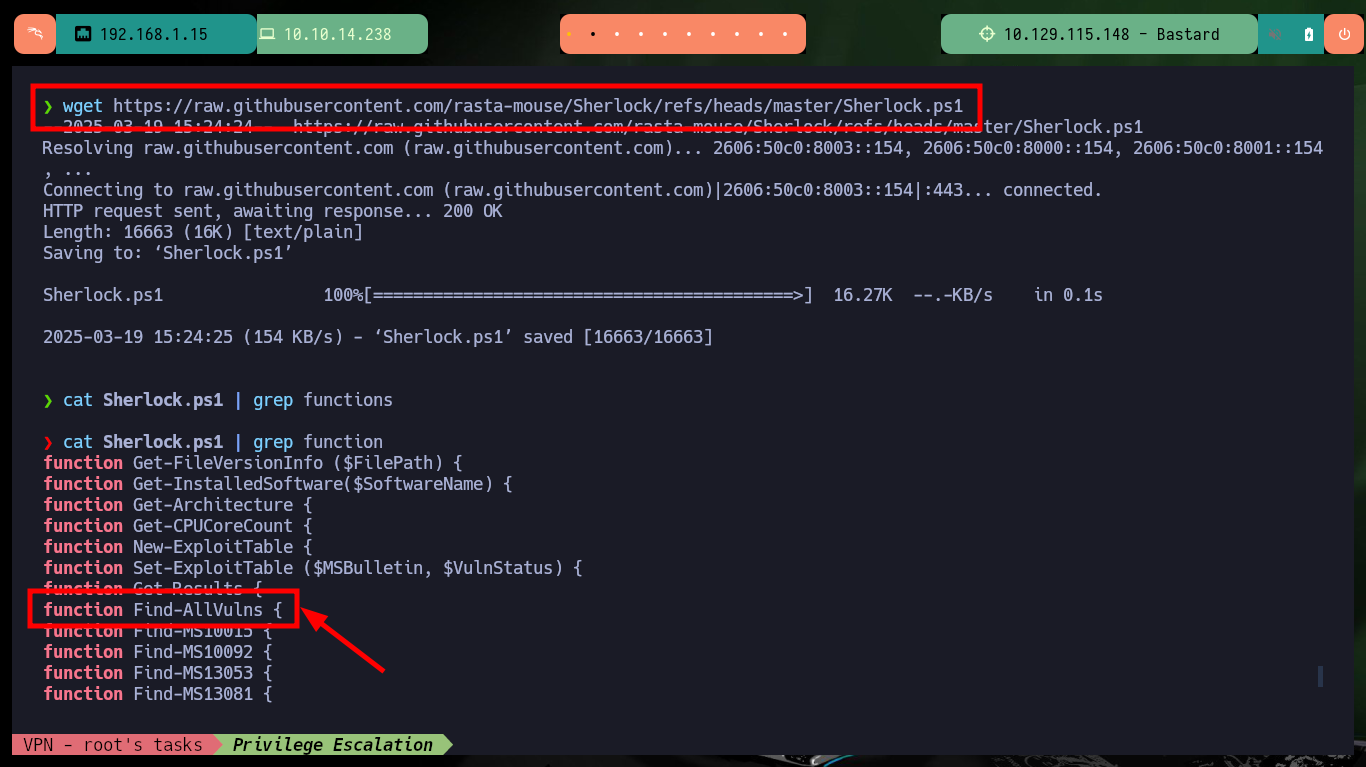 192.168.1.15
10.10.14.238
10.129.115.148 - Bastard
❯ wget https://raw.githubusercontent.com/rasta-mouse/Sherlock/refs/heads/master/Sherlock.ps1
--2025-03-19 15:24:24-- https://raw.githubusercontent.com/rasta-mouse/Sherlock/refs/heads/master/Sherlock.ps1
Resolving raw.githubusercontent.com (raw.githubusercontent.com)... 2606:50c0:8003::154, 2606:50c0:8000::154, 2606:50c0:8001::154
, ...
Connecting to raw.githubusercontent.com (raw.githubusercontent.com)|2606:50c0:8003::154|:443... connected.
HTTP request sent, awaiting response... 200 OK
Length: 16663 (16K) [text/plain]
Saving to: ‘Sherlock.ps1’
Sherlock.ps1 100%[==========================================>] 16.27K --.-KB/s in 0.1s
2025-03-19 15:24:25 (154 KB/s) - ‘Sherlock.ps1’ saved [16663/16663]
❯ cat Sherlock.ps1 | grep functions
❯ cat Sherlock.ps1 | grep function
function Get-FileVersionInfo ($FilePath) {
function Get-InstalledSoftware($SoftwareName) {
function Get-Architecture {
function Get-CPUCoreCount {
function New-ExploitTable {
function Set-ExploitTable ($MSBulletin, $VulnStatus) {
function Get-Results {
function Find-AllVulns {
function Find-MS10015 {
function Find-MS10092 {
function Find-MS13053 {
function Find-MS13081 {
VPN - root's tasks
Privilege Escalation